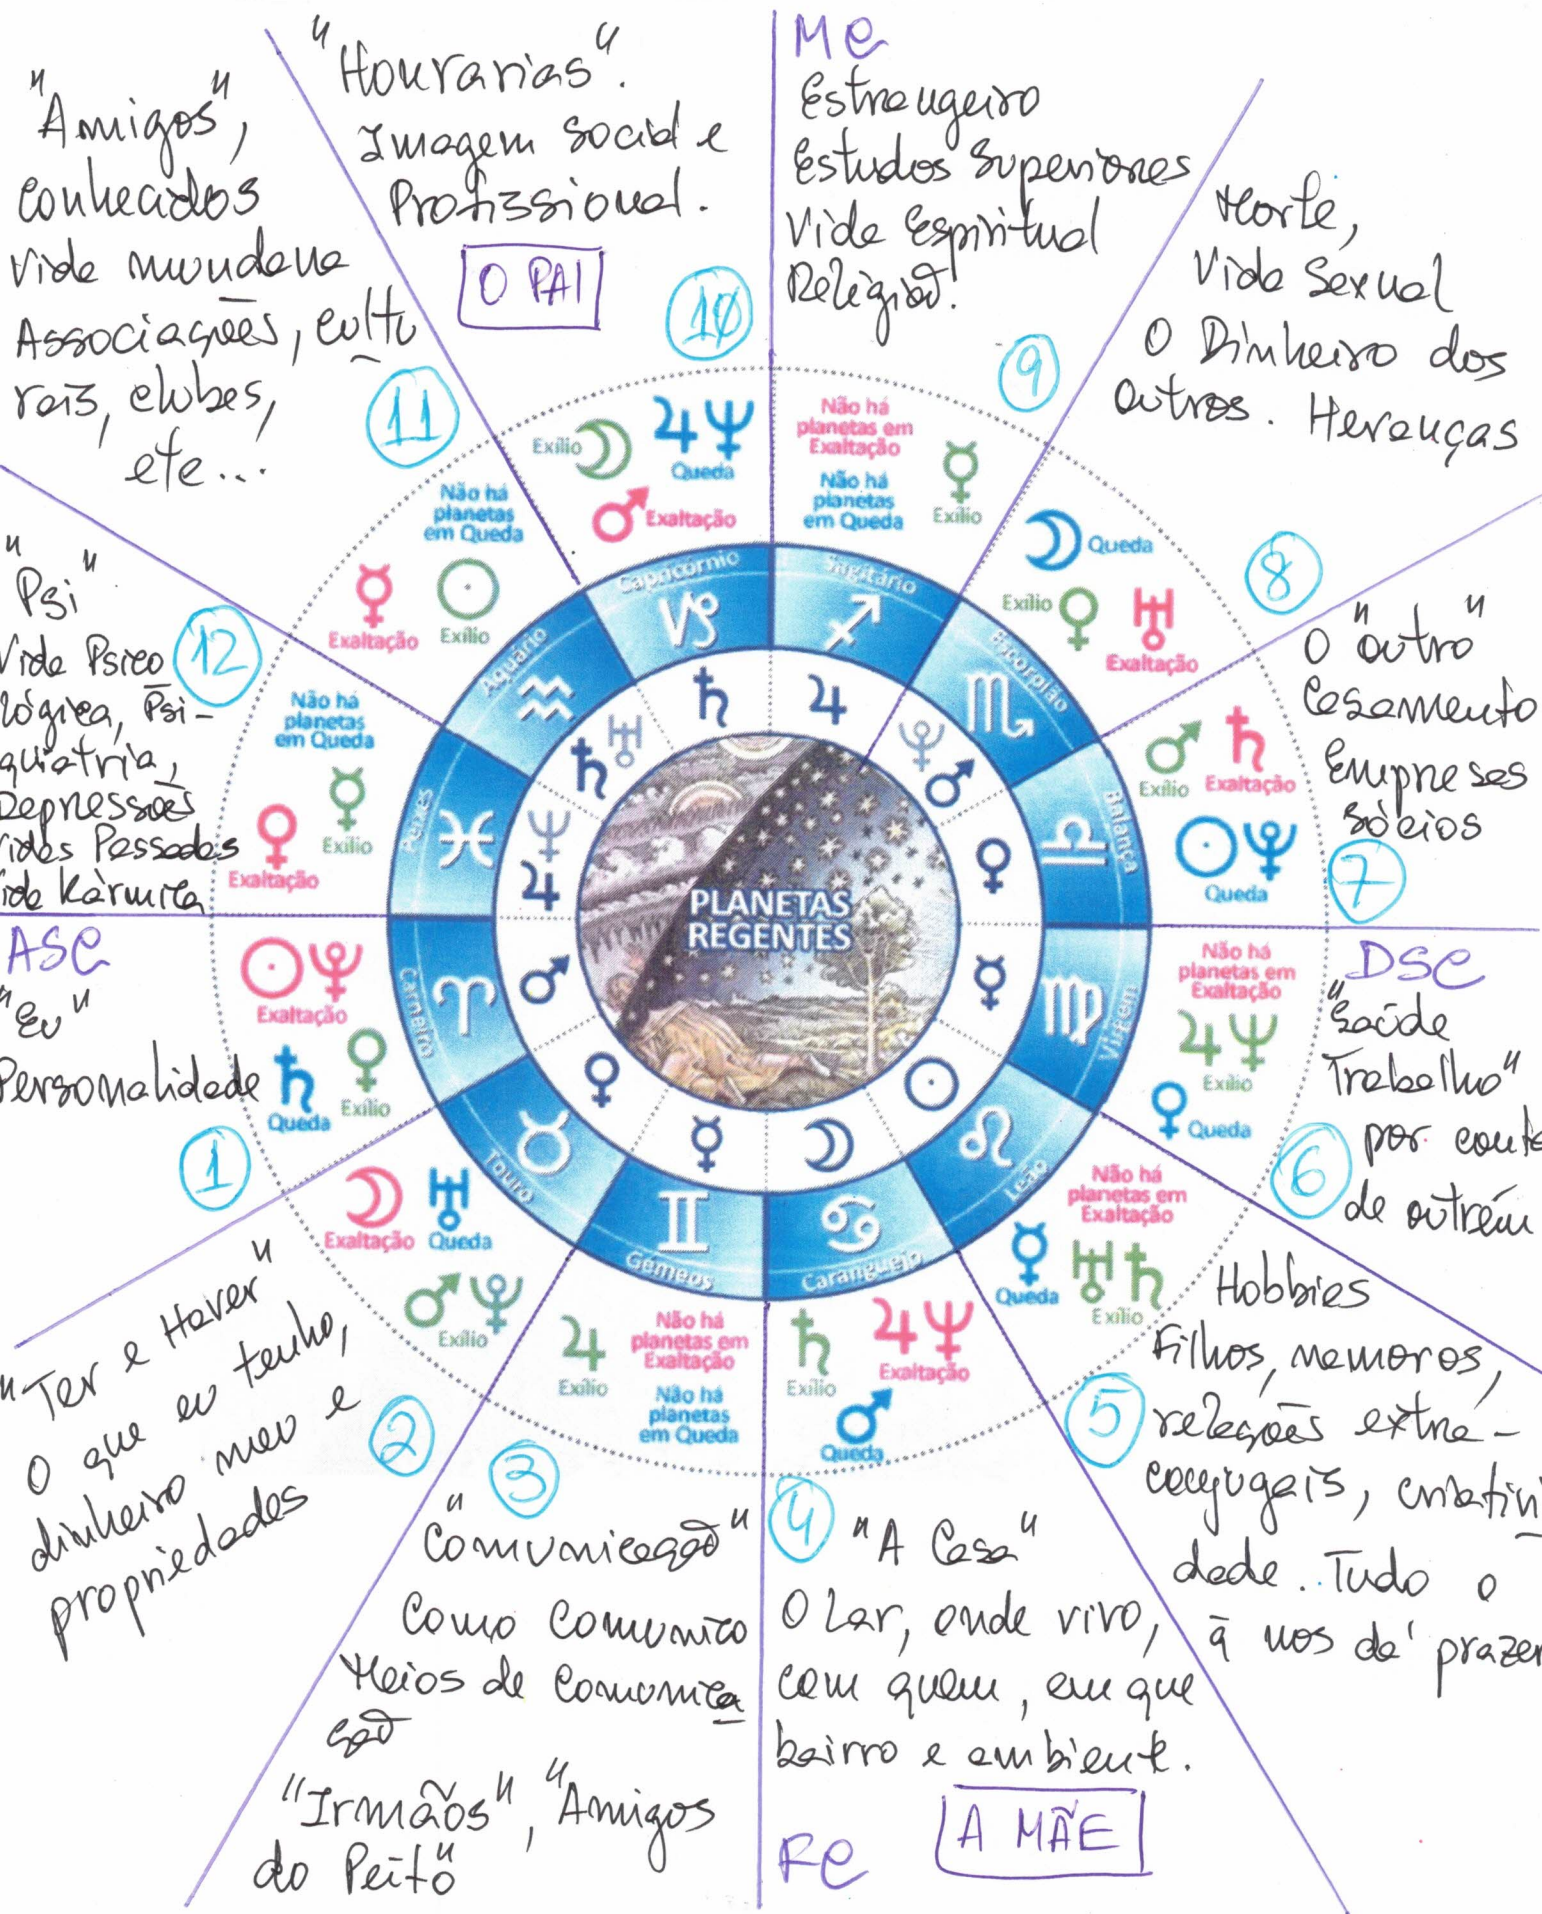 "Amigos",
conhecidos
Vida mundana
Associações, cultu
rais, clubes,
etc...
11
"Honrarias".
Imagem social e
Profissional.
O PAI
10
MC
Estrangeiro
Estudos Superiores
Vida Espiritual
Religião!
9
Morte,
Vida Sexual
O Dinheiro dos
Outros. Heranças
8
O "outro"
Casamento
Empresas
Sócios
7
DSC
"Saúde
Trabalho"
por conta
de outrém
6
Hobbies
Filhos, namoros,
relações extra-
conjugais, criativi
dade. Tudo o
q̄ nos dá prazer
5
4
"A Casa"
O Lar, onde vivo,
com quem, em que
bairro e ambiente.
A MÃE
FC
3
"Comunicação"
Como comunico
Meios de comunica
ção
"Irmãos", "Amigos
do Peito"
2
"Ter e Haver"
O que eu tenho,
dinheiro meu e
propriedades
ASC
"Eu"
Personalidade
1
"Psi"
Vida Psico
lógica, Psi-
quiatria,
Depressões
Vidas Passadas
Vida Kármica
12
Exílio
Queda
Exaltação
Não há
planetas em
Exaltação
Não há
planetas
em Queda
Exílio
Queda
Exílio
Exaltação
Exílio
Exaltação
Queda
Não há
planetas em
Exaltação
Exílio
Queda
Não há
planetas em
Exaltação
Queda
Exílio
Exílio
Exaltação
Queda
Não há
planetas em
Exaltação
Exílio
Não há
planetas
em Queda
Exaltação
Queda
Exílio
Exaltação
Queda
Exílio
Não há
planetas
em Queda
Exílio
Exaltação
Não há
planetas
em Queda
Exaltação
Exílio
Capricórnio
Sagitário
Escorpião
Balança
Virgem
Leão
Caranguejo
Gémeos
Touro
Carneiro
Peixes
Aquário
PLANETAS
REGENTES